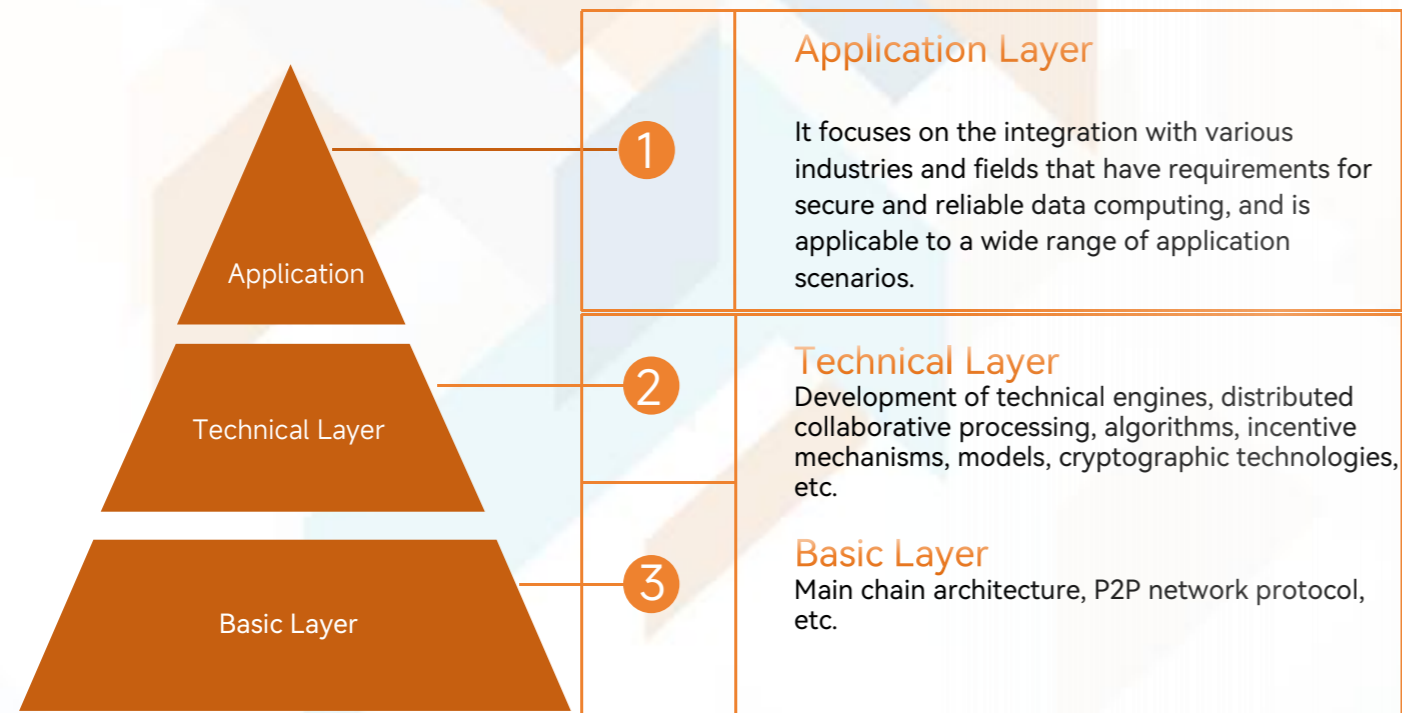 Application
Technical Layer
Basic Layer
1
2
3
Application Layer
It focuses on the integration with various
industries and fields that have requirements for
secure and reliable data computing, and is
applicable to a wide range of application
scenarios.
Technical Layer
Development of technical engines, distributed
collaborative processing, algorithms, incentive
mechanisms, models, cryptographic technologies,
etc.
Basic Layer
Main chain architecture, P2P network protocol,
etc.